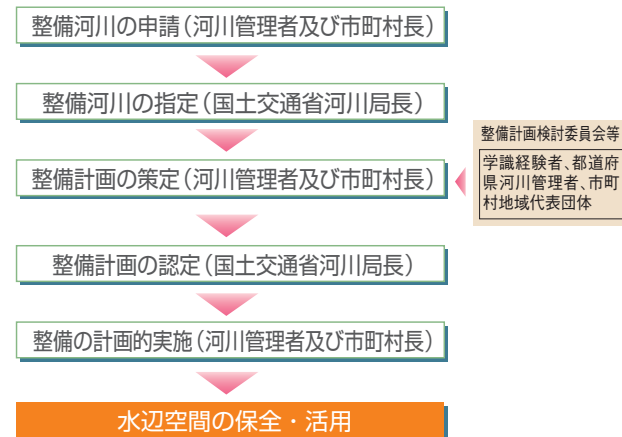 整備河川の申請(河川管理者及び市町村長)
整備河川の指定(国土交通省河川局長)
整備計画検討委員会等
学識経験者、都道府
県河川管理者、市町
村地域代表団体
整備計画の策定(河川管理者及び市町村長)
整備計画の認定(国土交通省河川局長)
整備の計画的実施(河川管理者及び市町村長)
水辺空間の保全・活用